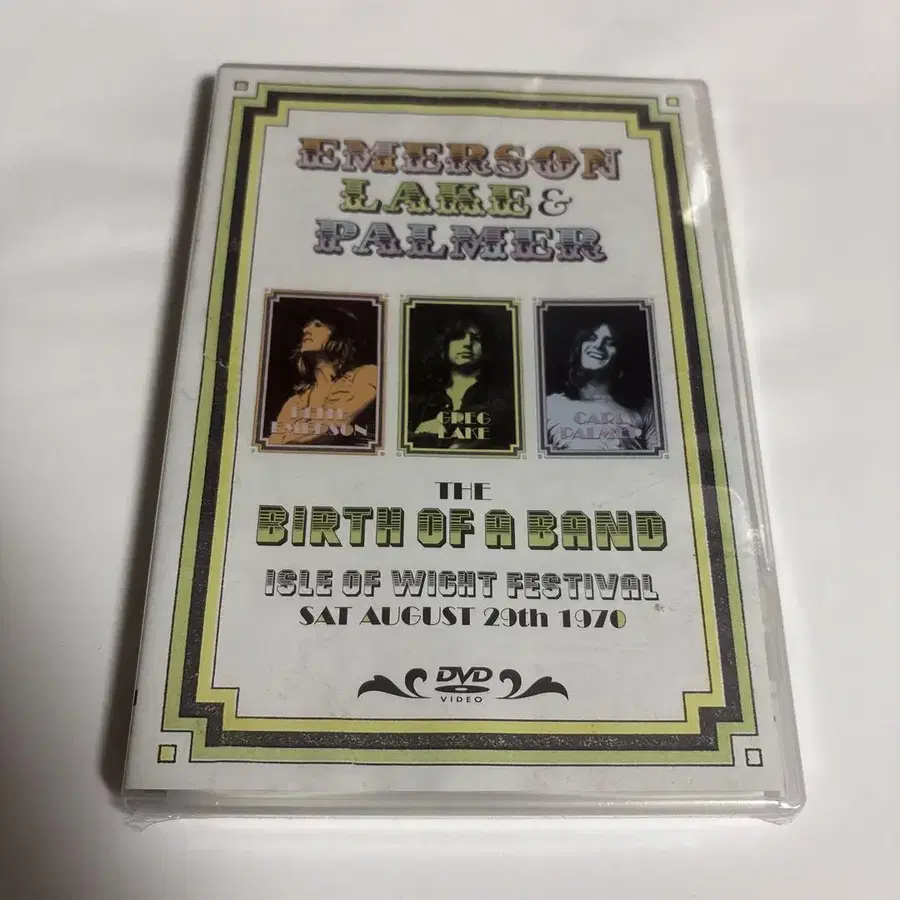 EMERSON
LAKE &
PALMER
KEITH
EMERSON
GREG
LAKE
CARL
PALMER
THE
BIRTH OF A BAND
ISLE OF WIGHT FESTIVAL
SAT AUGUST 29th 1970
DVD
VIDEO